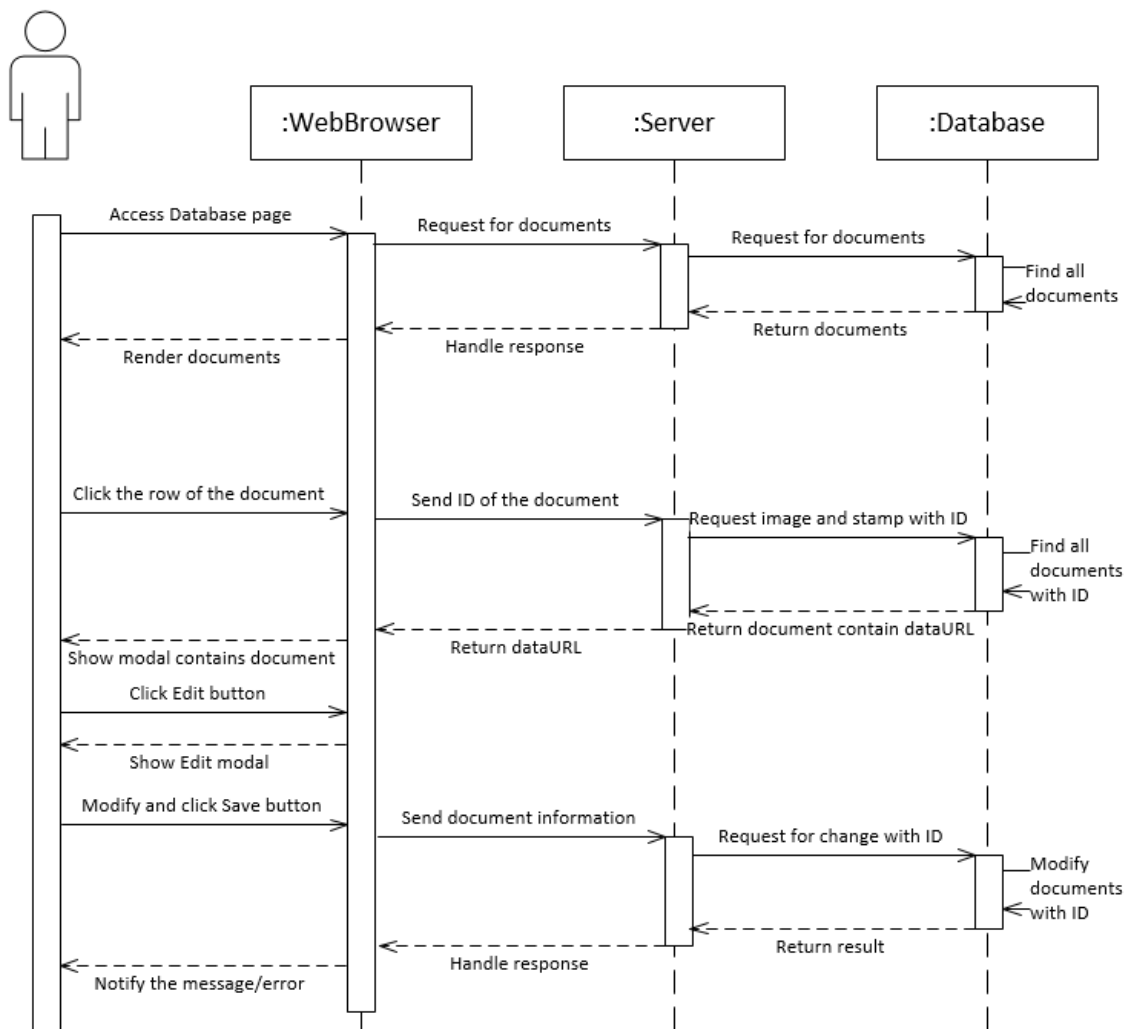 :WebBrowser
:Server
:Database
Access Database page
Request for documents
Request for documents
Find all
documents
Return documents
Handle response
Render documents
Click the row of the document
Send ID of the document
Request image and stamp with ID
Find all
documents
with ID
Return document contain dataURL
Return dataURL
Show modal contains document
Click Edit button
Show Edit modal
Modify and click Save button
Send document information
Request for change with ID
Modify
documents
with ID
Return result
Handle response
Notify the message/error